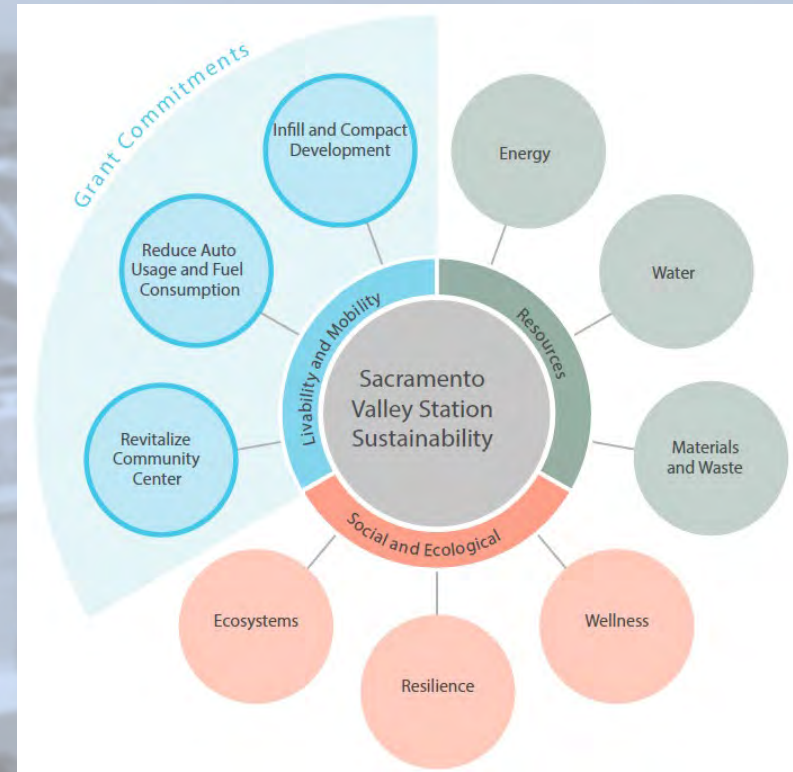 Grant Commitments
Infill and Compact
Development
Energy
Reduce Auto
Usage and Fuel
Consumption
Water
Livability and Mobility
Resources
Sacramento
Valley Station
Sustainability
Revitalize
Community
Center
Materials
and Waste
Social and Ecological
Ecosystems
Wellness
Resilience